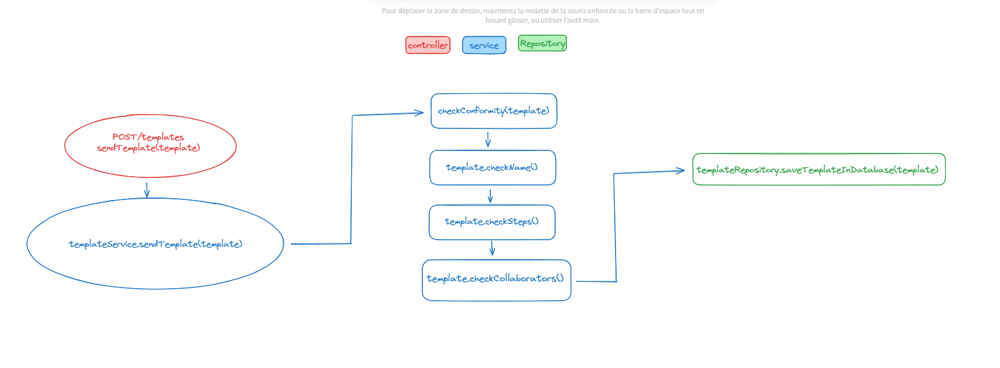 Pour déplacer la zone de dessin, maintenez la molette de la souris enfoncée ou la barre d'espace tout en
faisant glisser, ou utiliser l'outil main.
controller
service
Repository
POST/templates
sendTemplate(template)
templateService.sendTemplate(template)
checkConformity(template)
template.checkName()
template.checkSteps()
template.checkCollaborators()
templateRepository.saveTemplateInDatabase(template)